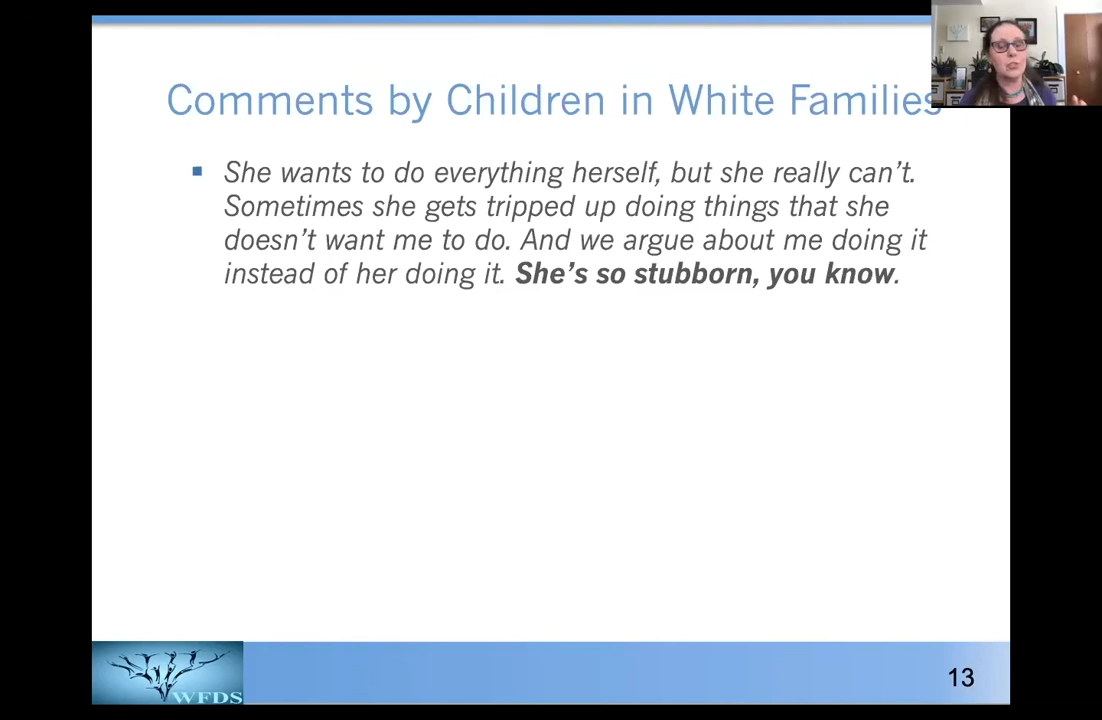 Comments by Children in White Families
▪ She wants to do everything herself, but she really can’t.
Sometimes she gets tripped up doing things that she
doesn’t want me to do. And we argue about me doing it
instead of her doing it. She’s so stubborn, you know.
WFDS
13